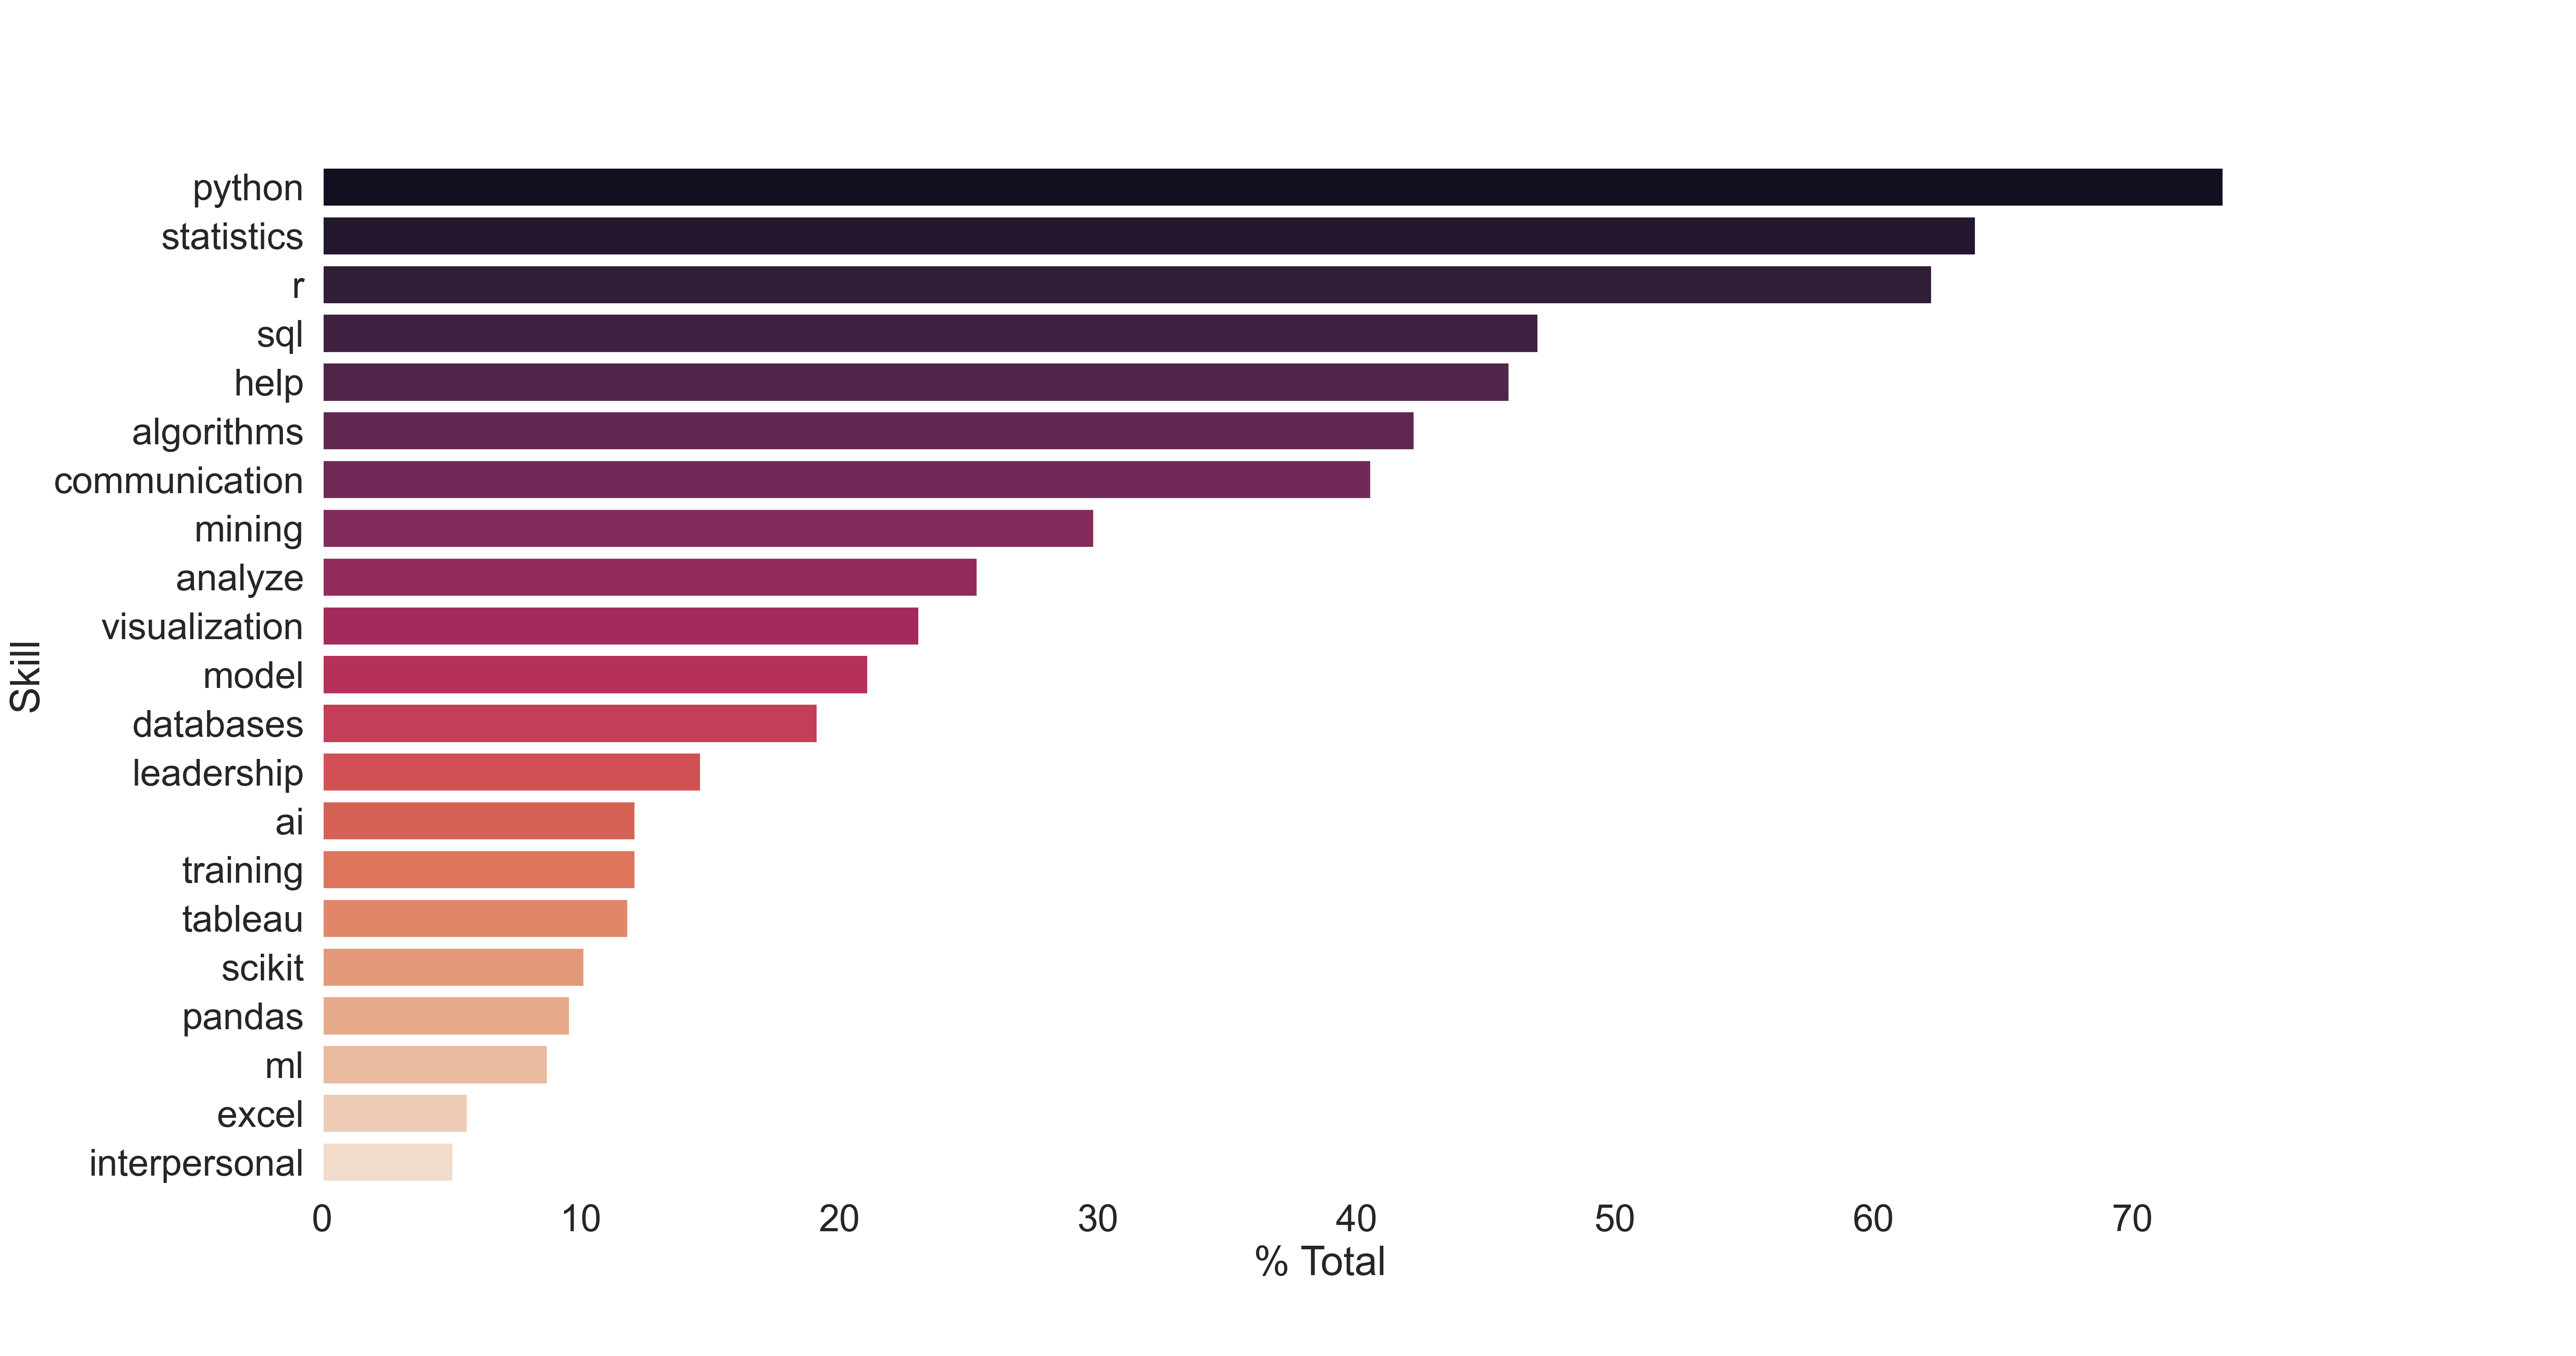 python
statistics
r
sql
help
algorithms
communication
mining
analyze
visualization
model
databases
leadership
ai
training
tableau
scikit
pandas
ml
excel
interpersonal
Skill
0 10 20 30 40 50 60 70
% Total